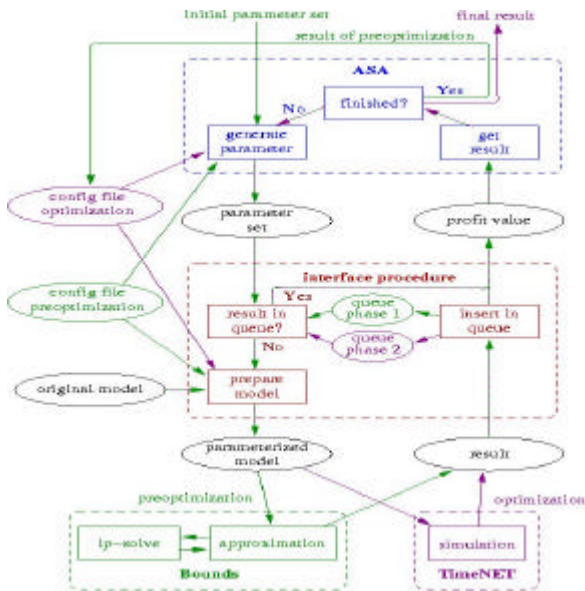 initial parameter set
final result
result of preoptimization
ASA
Yes
finished?
No
generate
parameter
get
result
config file
optimization
parameter
set
profit value
interface procedure
config file
preoptimization
Yes
result in
queue?
queue
phase 1
insert in
queue
queue
phase 2
No
original model
prepare
model
parameterized
model
result
preoptimization
optimization
lp-solve
approximation
simulation
Bounds
TimeNET